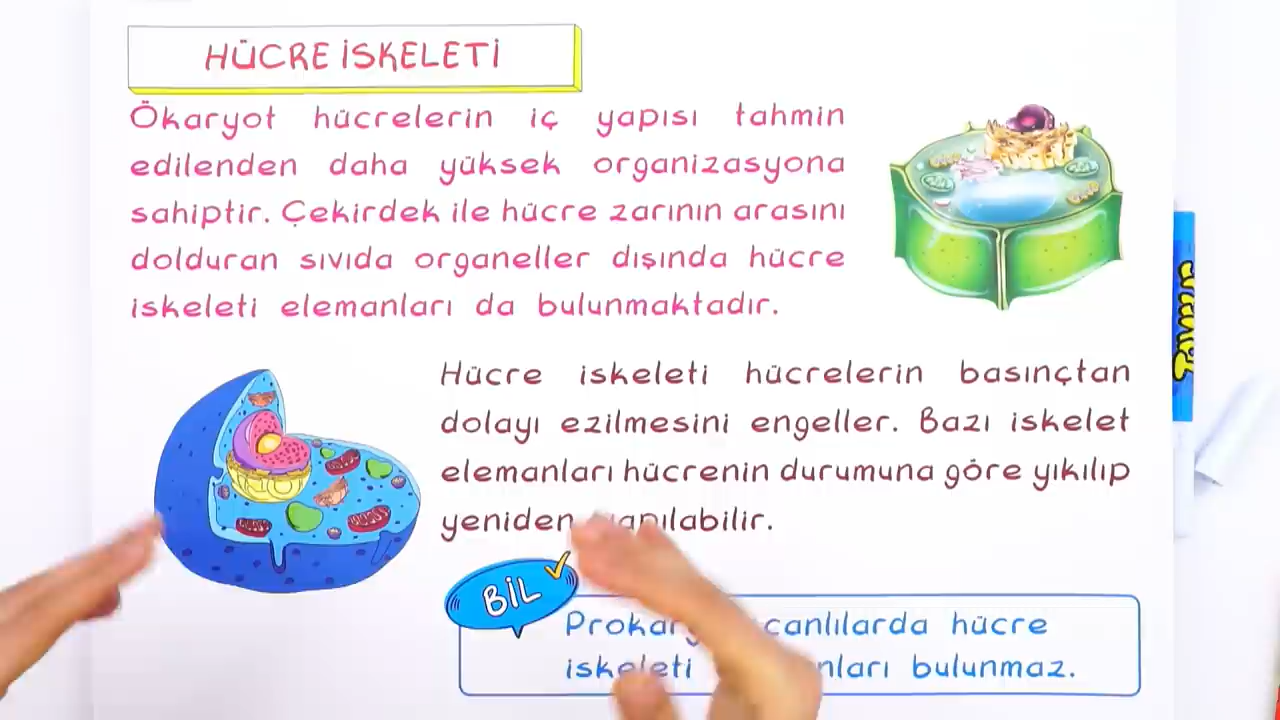 HÜCRE İSKELETİ
Ökaryot hücrelerin iç yapısı tahmin
edilenden daha yüksek organizasyona
sahiptir. Çekirdek ile hücre zarının arasını
dolduran sıvıda organeller dışında hücre
iskeleti elemanları da bulunmaktadır.
Hücre iskeleti hücrelerin basınçtan
dolayı ezilmesini engeller. Bazı iskelet
elemanları hücrenin durumuna göre yıkılıp
yeniden yapılabilir.
BİL
canlılarda hücre
iskeleti bulunmaz.